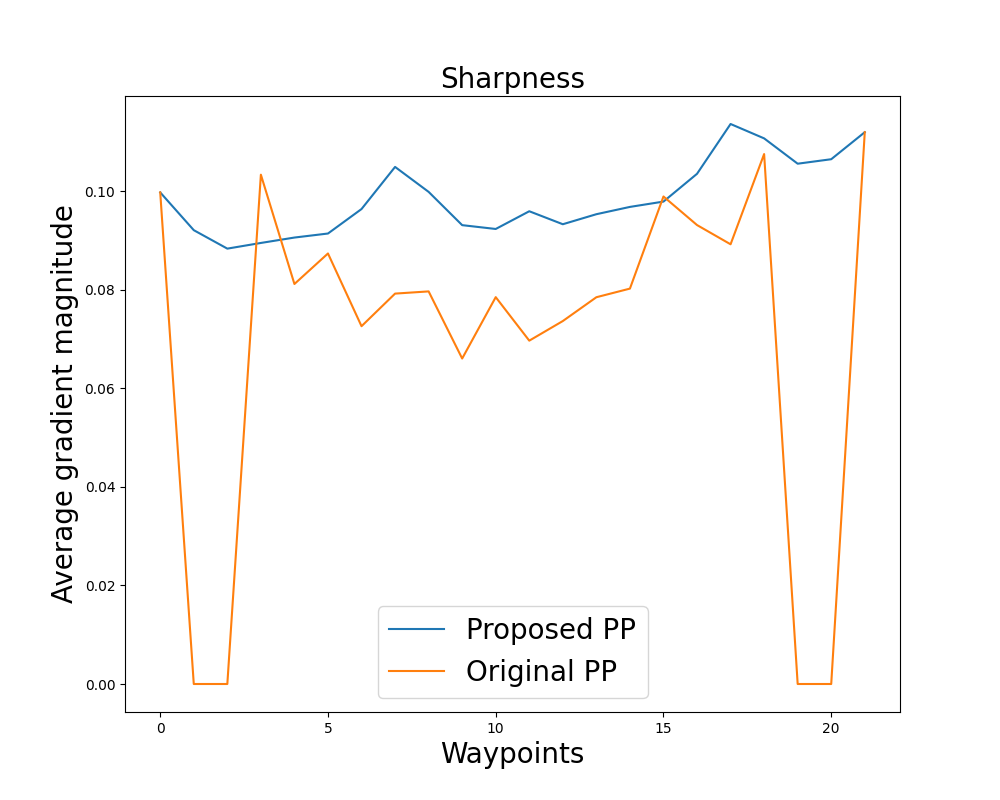 Sharpness
Average gradient magnitude
0.10
0.08
0.06
0.04
0.02
0.00
Proposed PP
Original PP
0 5 10 15 20
Waypoints